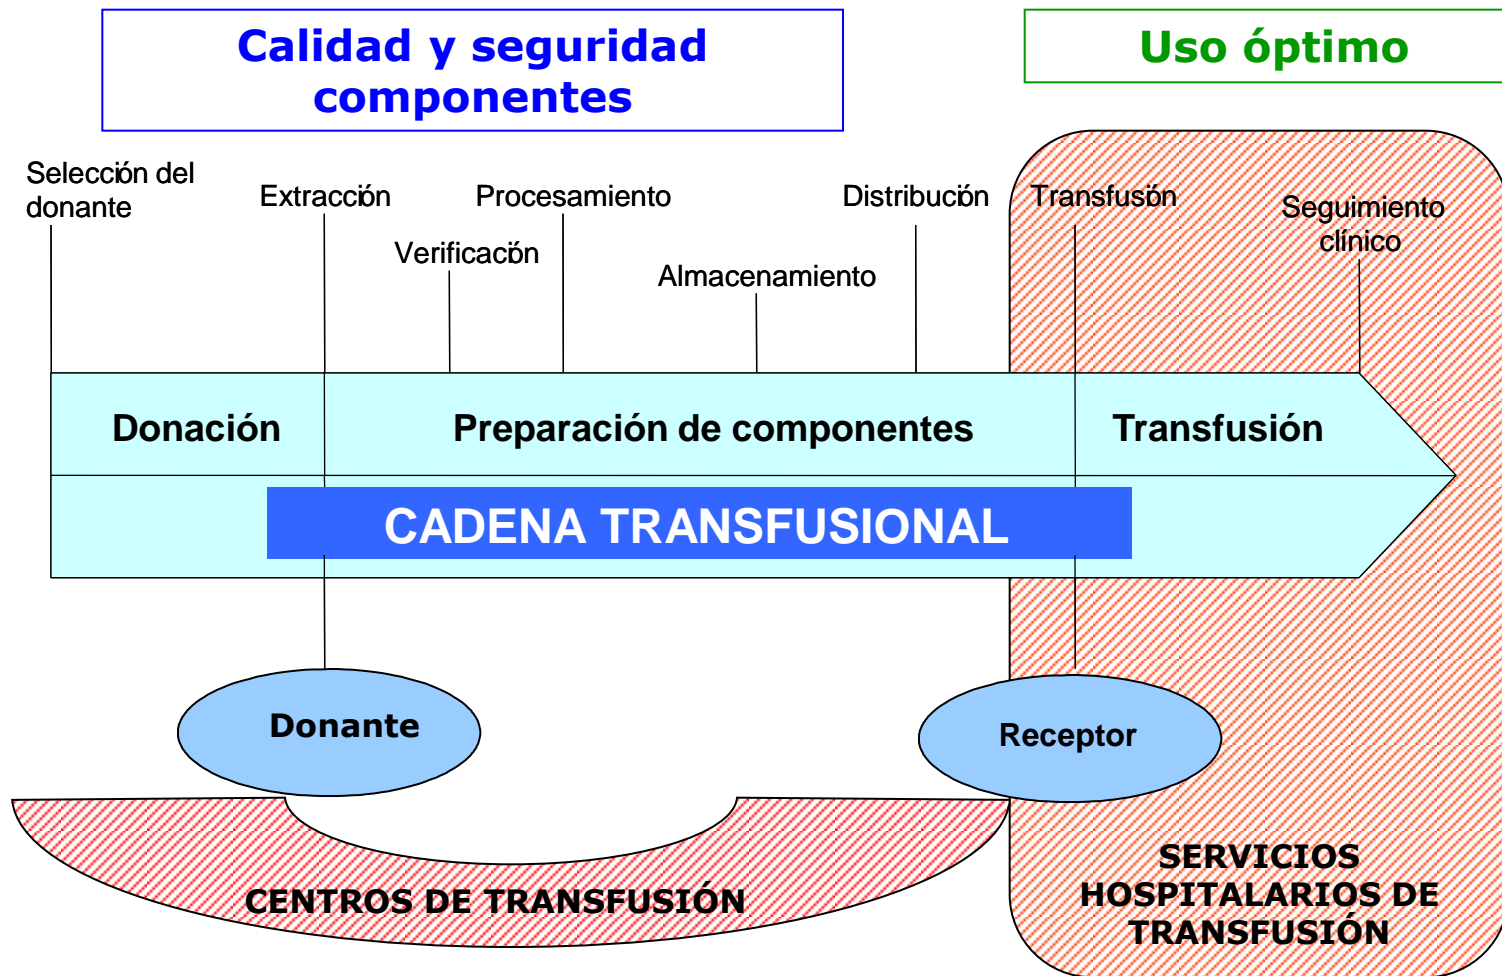 Calidad y seguridad
componentes
Uso óptimo
Selección del
donante
Extracción
Verificación
Procesamiento
Almacenamiento
Distribución
Transfusión
Seguimiento
clínico
Donación
Preparación de componentes
Transfusión
CADENA TRANSFUSIONAL
Donante
Receptor
CENTROS DE TRANSFUSIÓN
SERVICIOS
HOSPITALARIOS DE
TRANSFUSIÓN